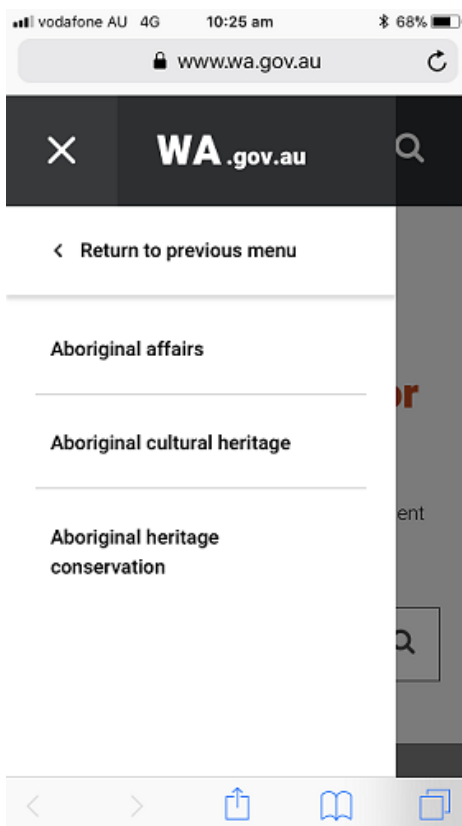 vodafone AU 4G 10:25 am 68%
www.wa.gov.au
WA.gov.au
Return to previous menu
Aboriginal affairs
or
Aboriginal cultural heritage
ent
Aboriginal heritage
conservation